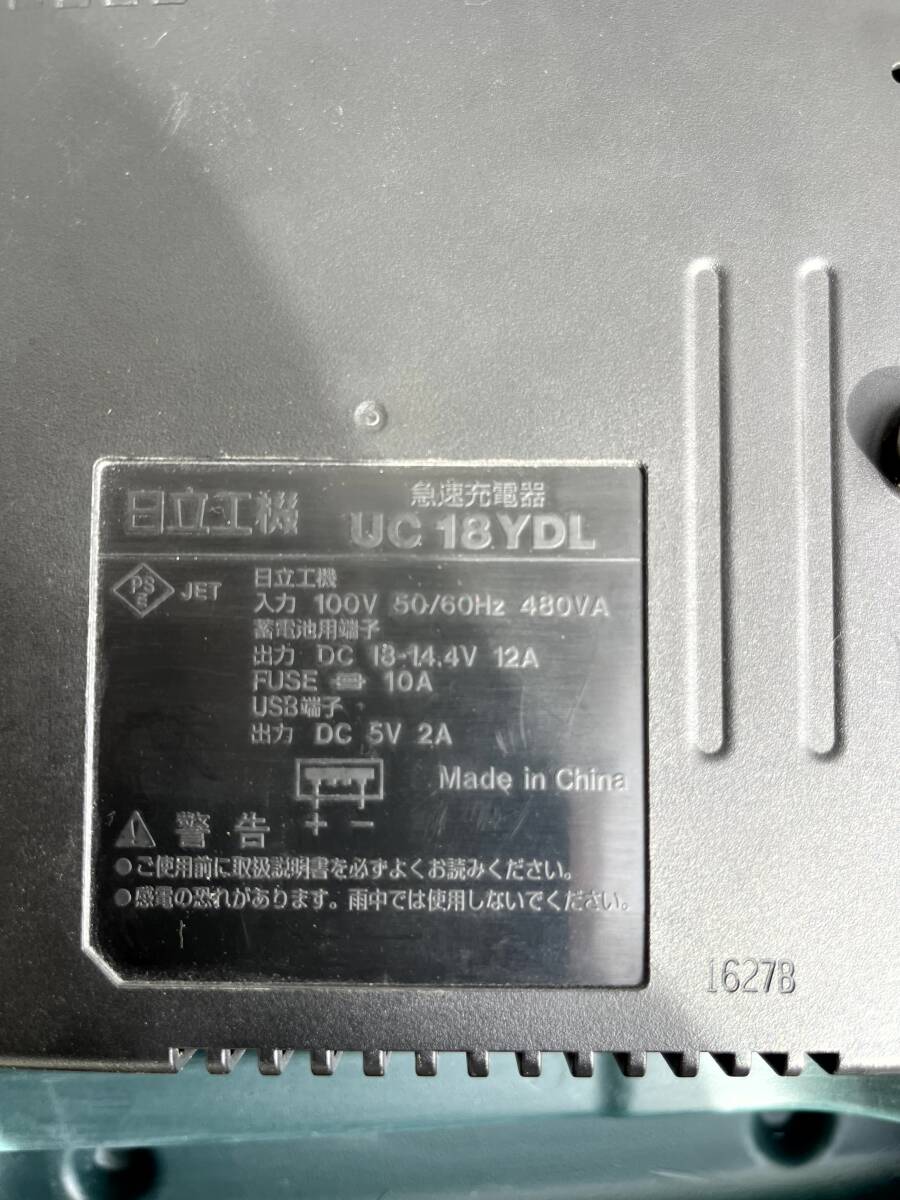 日立工機
急速充電器
UC 18YDL
PS E JET
日立工機
入力 100V 50/60Hz 480VA
蓄電池用端子
出力 DC 18-14.4V 12A
FUSE 10A
USB端子
出力 DC 5V 2A
Made in China
+ −
警告
●ご使用前に取扱説明書を必ずよくお読みください。
●感電の恐れがあります。雨中では使用しないでください。
1627B